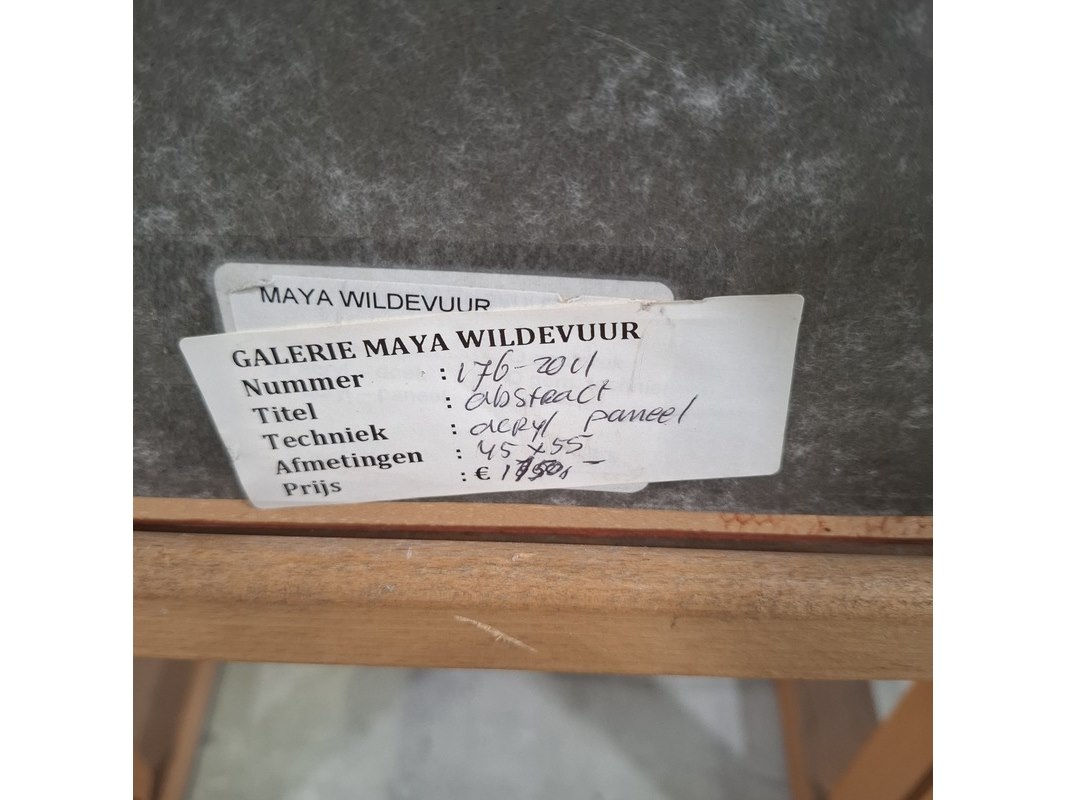 MAYA WILDEVUUR
GALERIE MAYA WILDEVUUR
Nummer : 176-2011
Titel : abstract
Techniek : acryl paneel
Afmetingen : 45 x 55
Prijs : €